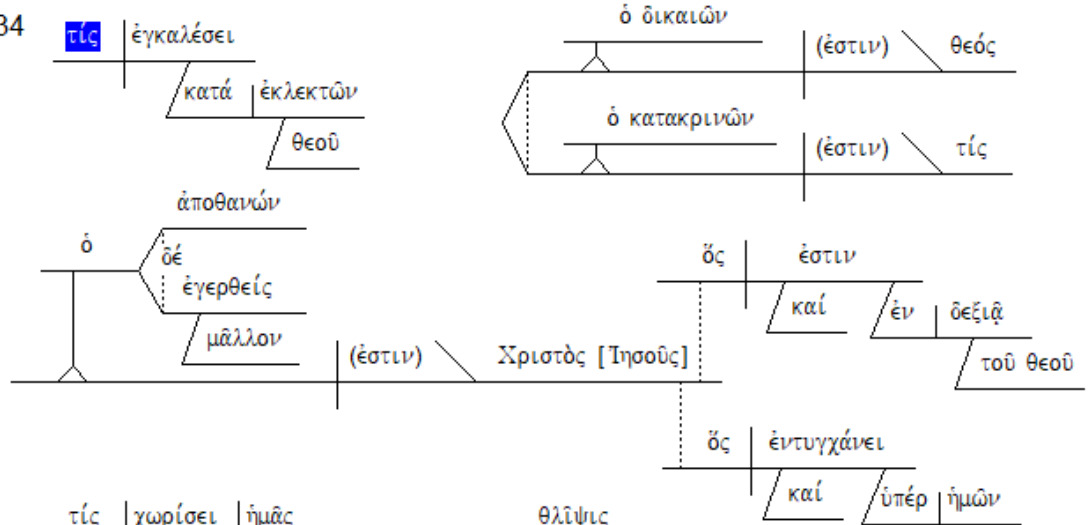 34
τίς ἐγκαλέσει
κατά ἐκλεκτῶν
θεοῦ
ὁ δικαιῶν
(ἐστιν) θεός
ὁ κατακρινῶν
(ἐστιν) τίς
ἀποθανών
ὁ
δέ
ἐγερθείς
μᾶλλον
(ἐστιν) Χριστὸς [Ἰησοῦς]
ὅς ἐστιν
καί ἐν δεξιᾷ
τοῦ θεοῦ
ὅς ἐντυγχάνει
καί ὑπέρ ἡμῶν
τίς χωρίσει ἡμᾶς θλῖψις